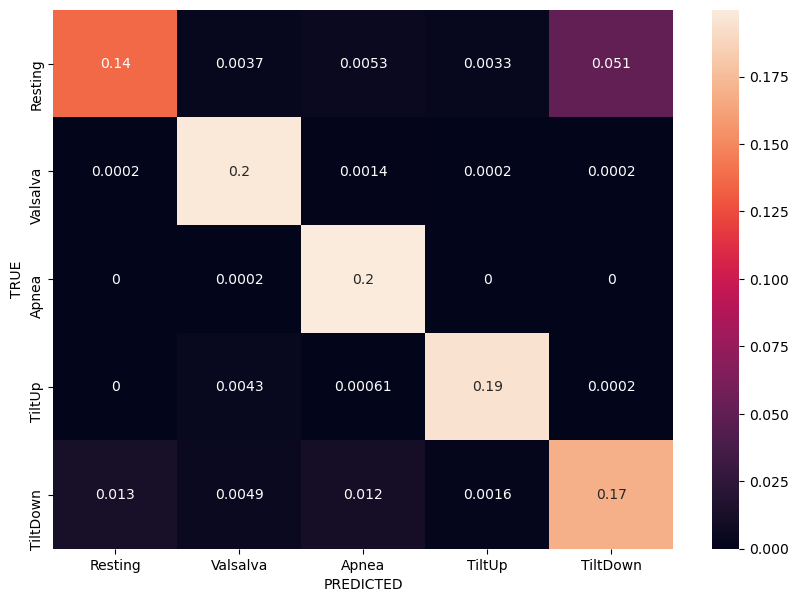 Resting 0.14 0.0037 0.0053 0.0033 0.051
Valsalva 0.0002 0.2 0.0014 0.0002 0.0002
Apnea 0 0.0002 0.2 0 0
TiltUp 0 0.0043 0.00061 0.19 0.0002
TiltDown 0.013 0.0049 0.012 0.0016 0.17
TRUE
Resting Valsalva Apnea TiltUp TiltDown
PREDICTED
0.175
0.150
0.125
0.100
0.075
0.050
0.025
0.000